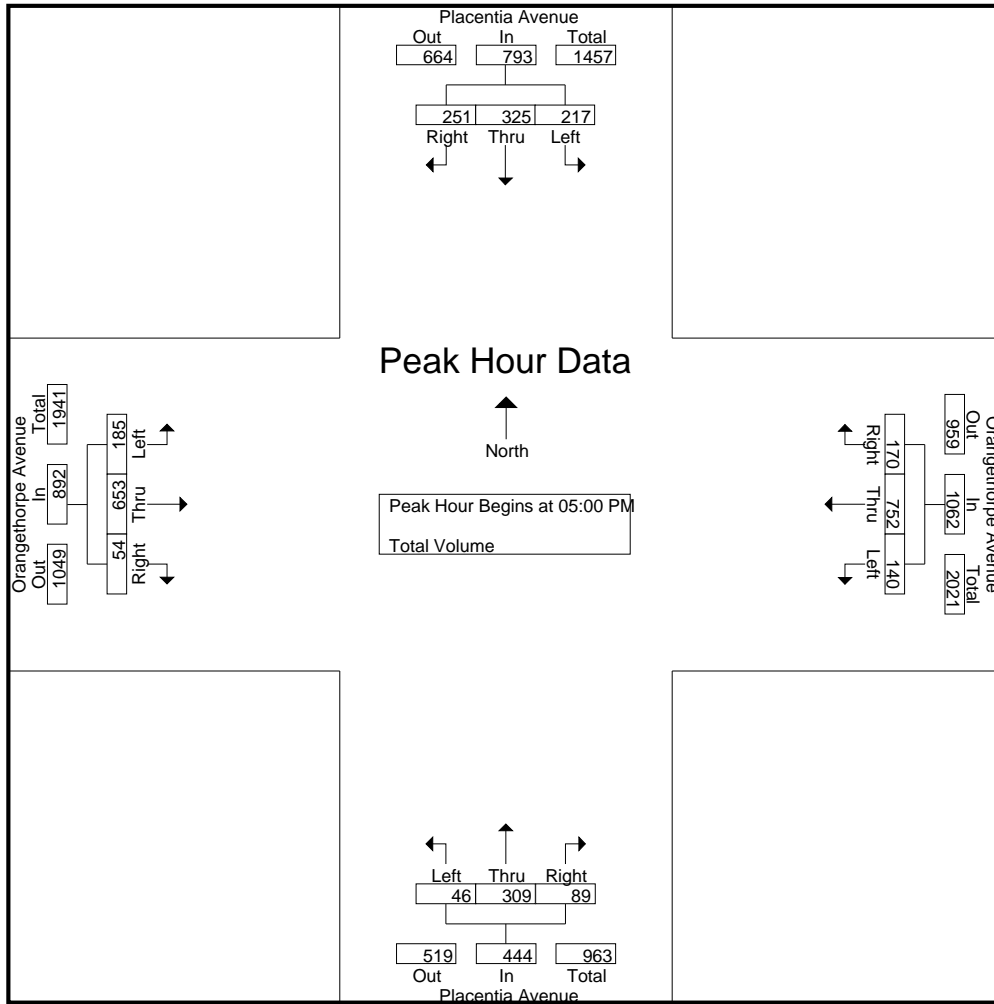 Placentia Avenue
Out In Total
664 793 1457
251 325 217
Right Thru Left
Peak Hour Data
North
Peak Hour Begins at 05:00 PM
Total Volume
Orangethorpe Avenue
Total In Out
1941 892 1049
185 653 54
Left Thru Right
Orangethorpe Avenue
Out In Total
959 1062 2021
170 752 140
Right Thru Left
Left Thru Right
46 309 89
519 444 963
Out In Total
Placentia Avenue